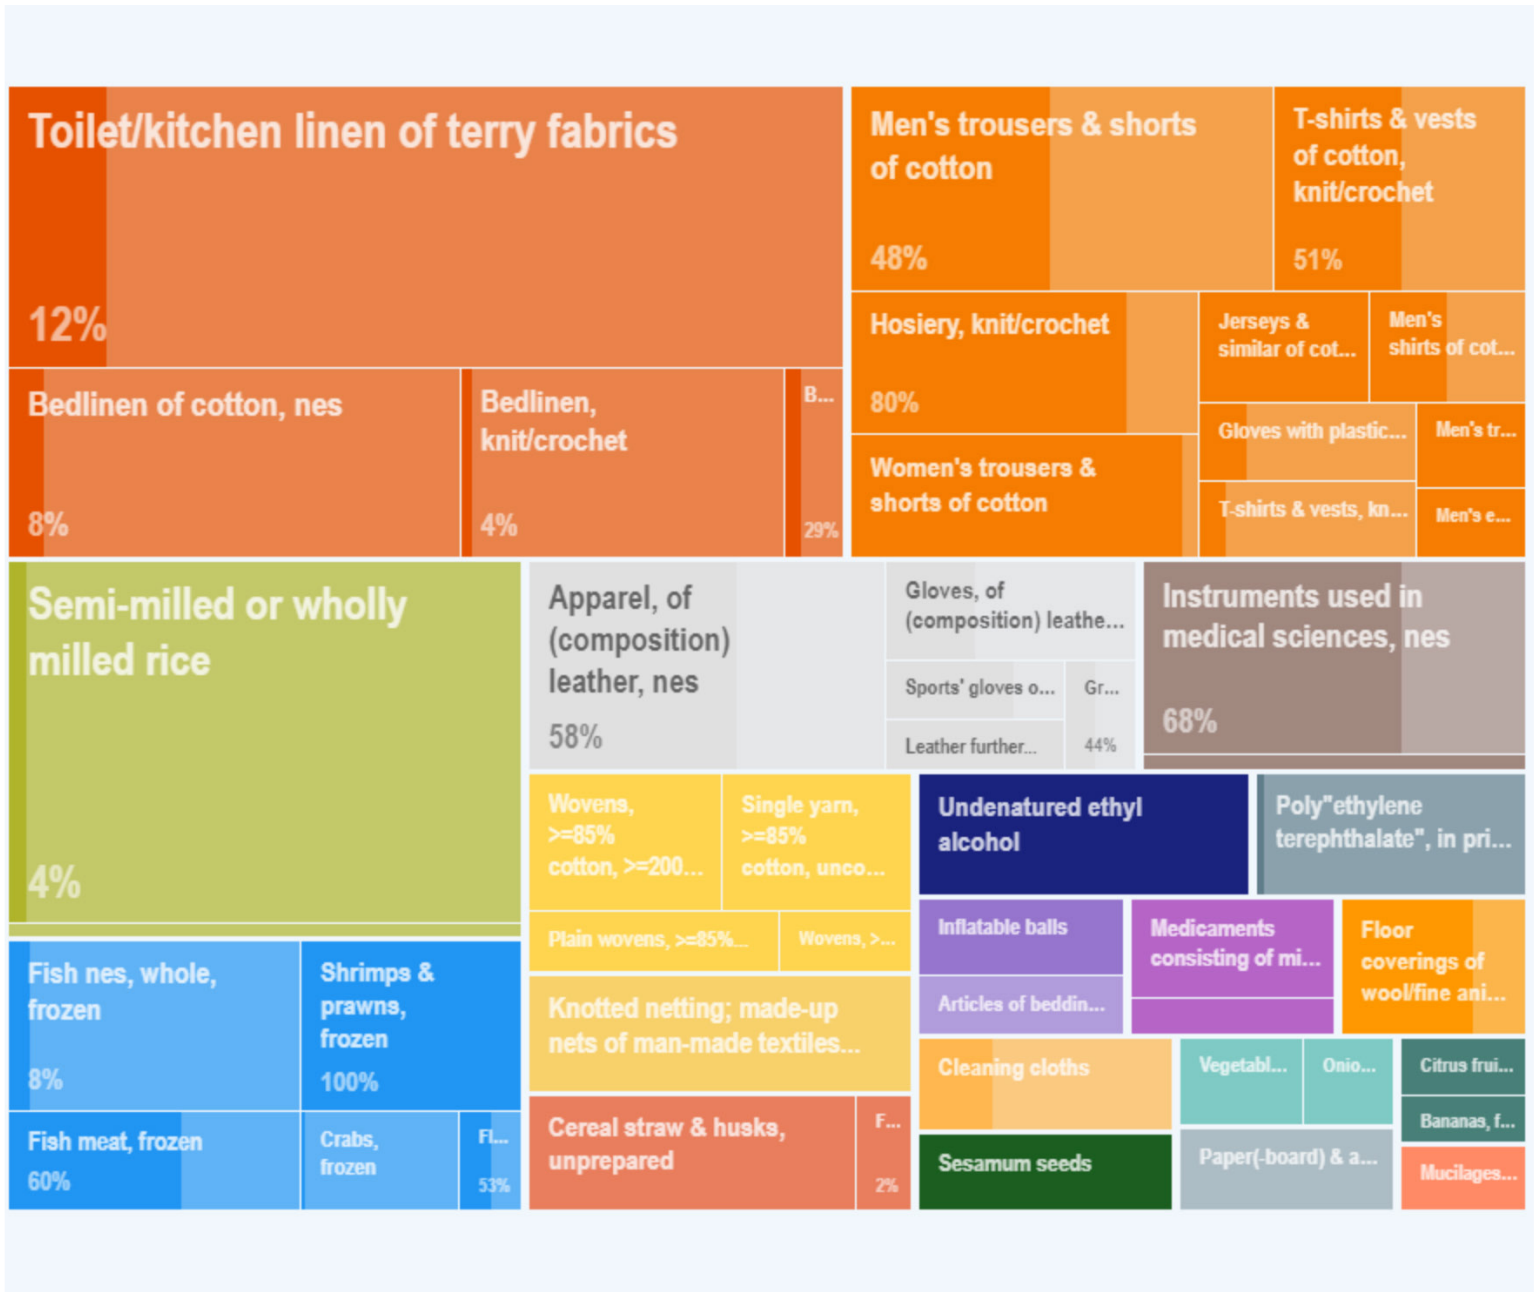 Toilet/kitchen linen of terry fabrics
12%
Bedlinen of cotton, nes
8%
Bedlinen,
knit/crochet
4%
B...
29%
Men's trousers & shorts
of cotton
48%
T-shirts & vests
of cotton,
knit/crochet
51%
Hosiery, knit/crochet
80%
Women's trousers &
shorts of cotton
Jerseys &
similar of cot...
Men's
shirts of cot...
Gloves with plastic...
Men's tr...
T-shirts & vests, kn...
Men's e...
Semi-milled or wholly
milled rice
4%
Apparel, of
(composition)
leather, nes
58%
Gloves, of
(composition) leathe...
Sports' gloves o...
Gr...
44%
Leather further...
Instruments used in
medical sciences, nes
68%
Fish nes, whole,
frozen
8%
Shrimps &
prawns,
frozen
100%
Fish meat, frozen
60%
Crabs,
frozen
Fl...
53%
Wovens,
>=85%
cotton, >=200...
Single yarn,
>=85%
cotton, unco...
Plain wovens, >=85%...
Wovens, >...
Knotted netting; made-up
nets of man-made textiles...
Cereal straw & husks,
unprepared
F...
2%
Undenatured ethyl
alcohol
Poly"ethylene
terephthalate", in pri...
Inflatable balls
Articles of beddin...
Medicaments
consisting of mi...
Floor
coverings of
wool/fine ani...
Cleaning cloths
Sesamum seeds
Vegetabl...
Onio...
Paper(-board) & a...
Citrus frui...
Bananas, f...
Mucilages...